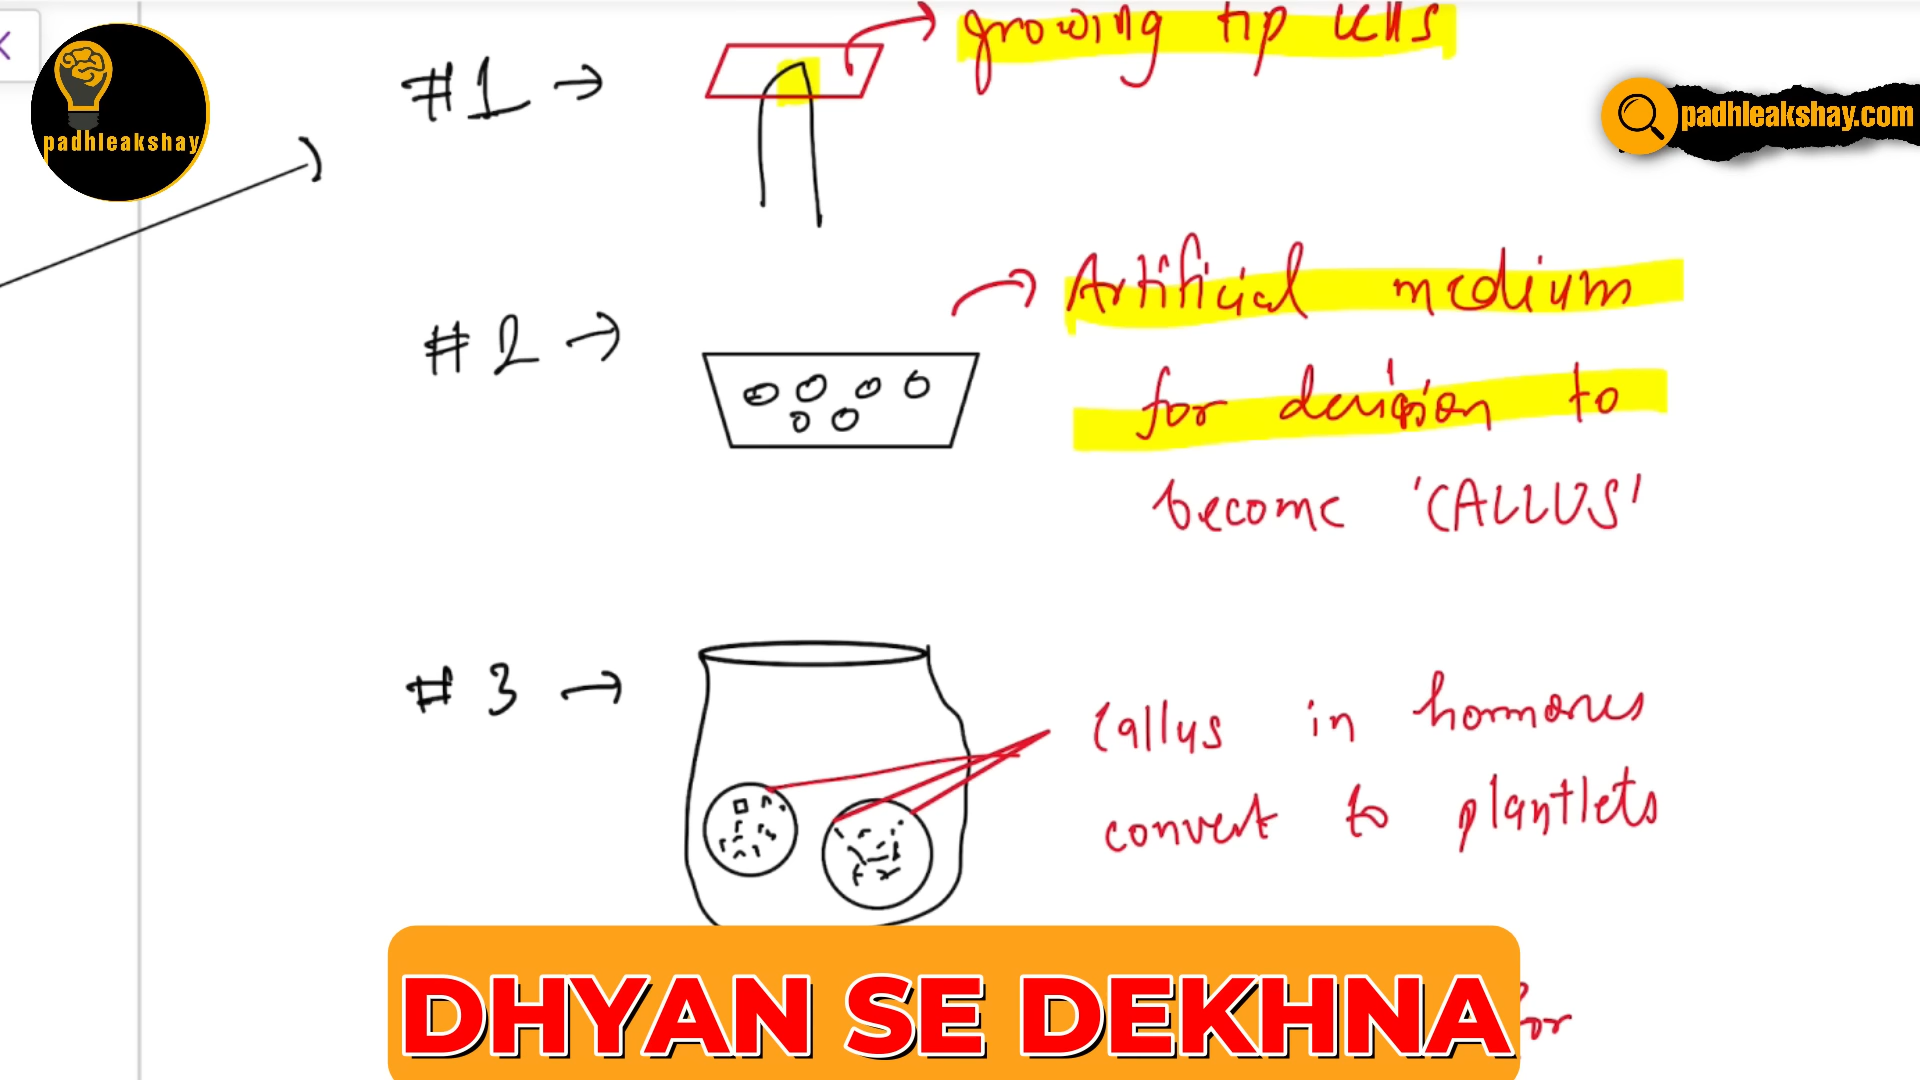 growing tip cells
#1 →
padhleakshay
padhleakshay.com
Artificial medium
#2 →
for division to
become 'CALLUS'
#3 →
Callus in hormones
convert to plantlets
DHYAN SE DEKHNA
for